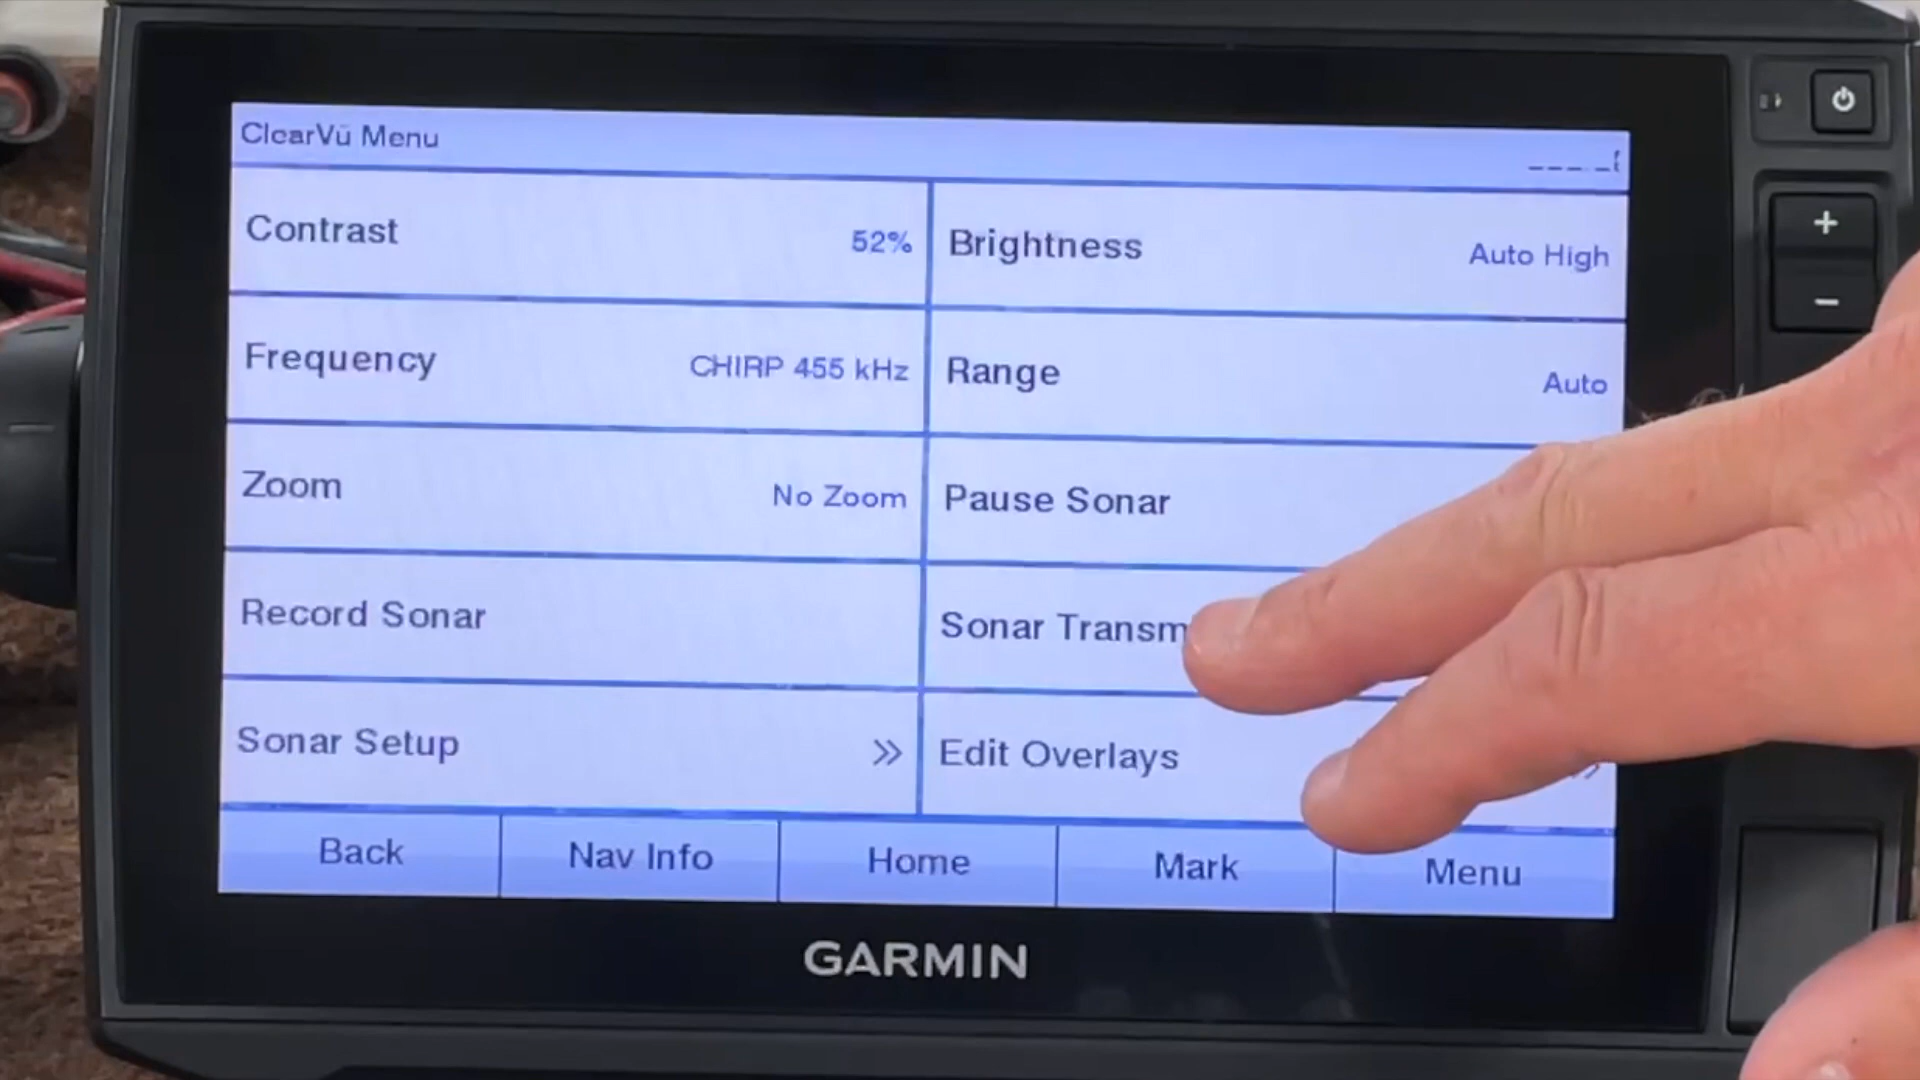 ClearVü Menu
Contrast 52% Brightness Auto High
Frequency CHIRP 455 kHz Range Auto
Zoom No Zoom Pause Sonar
Record Sonar Sonar Transm
Sonar Setup >> Edit Overlays
Back Nav Info Home Mark Menu
GARMIN
+
-